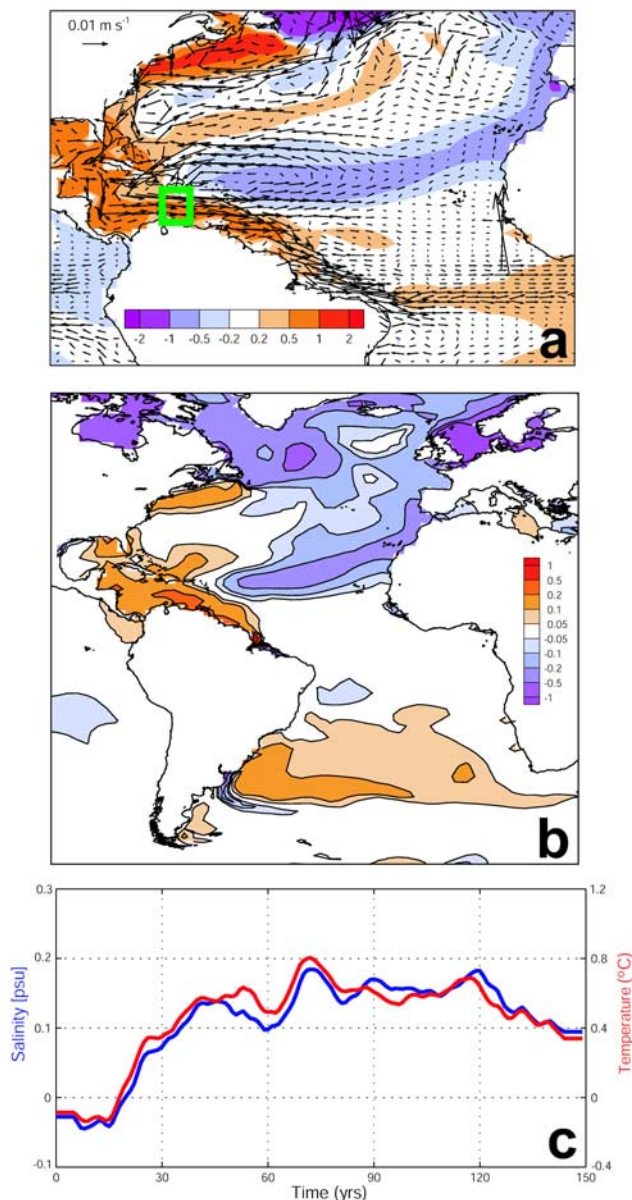 0.01 m s⁻¹
-2 -1 -0.5 -0.2 0.2 0.5 1 2
a
1
0.5
0.2
0.1
0.05
-0.05
-0.1
-0.2
-0.5
-1
b
0.3 1.2
0.2 0.8
0.1 0.4
0 0
-0.1 -0.4
Salinity [psu]
Temperature (°C)
c
0 30 60 90 120 150
Time (yrs)